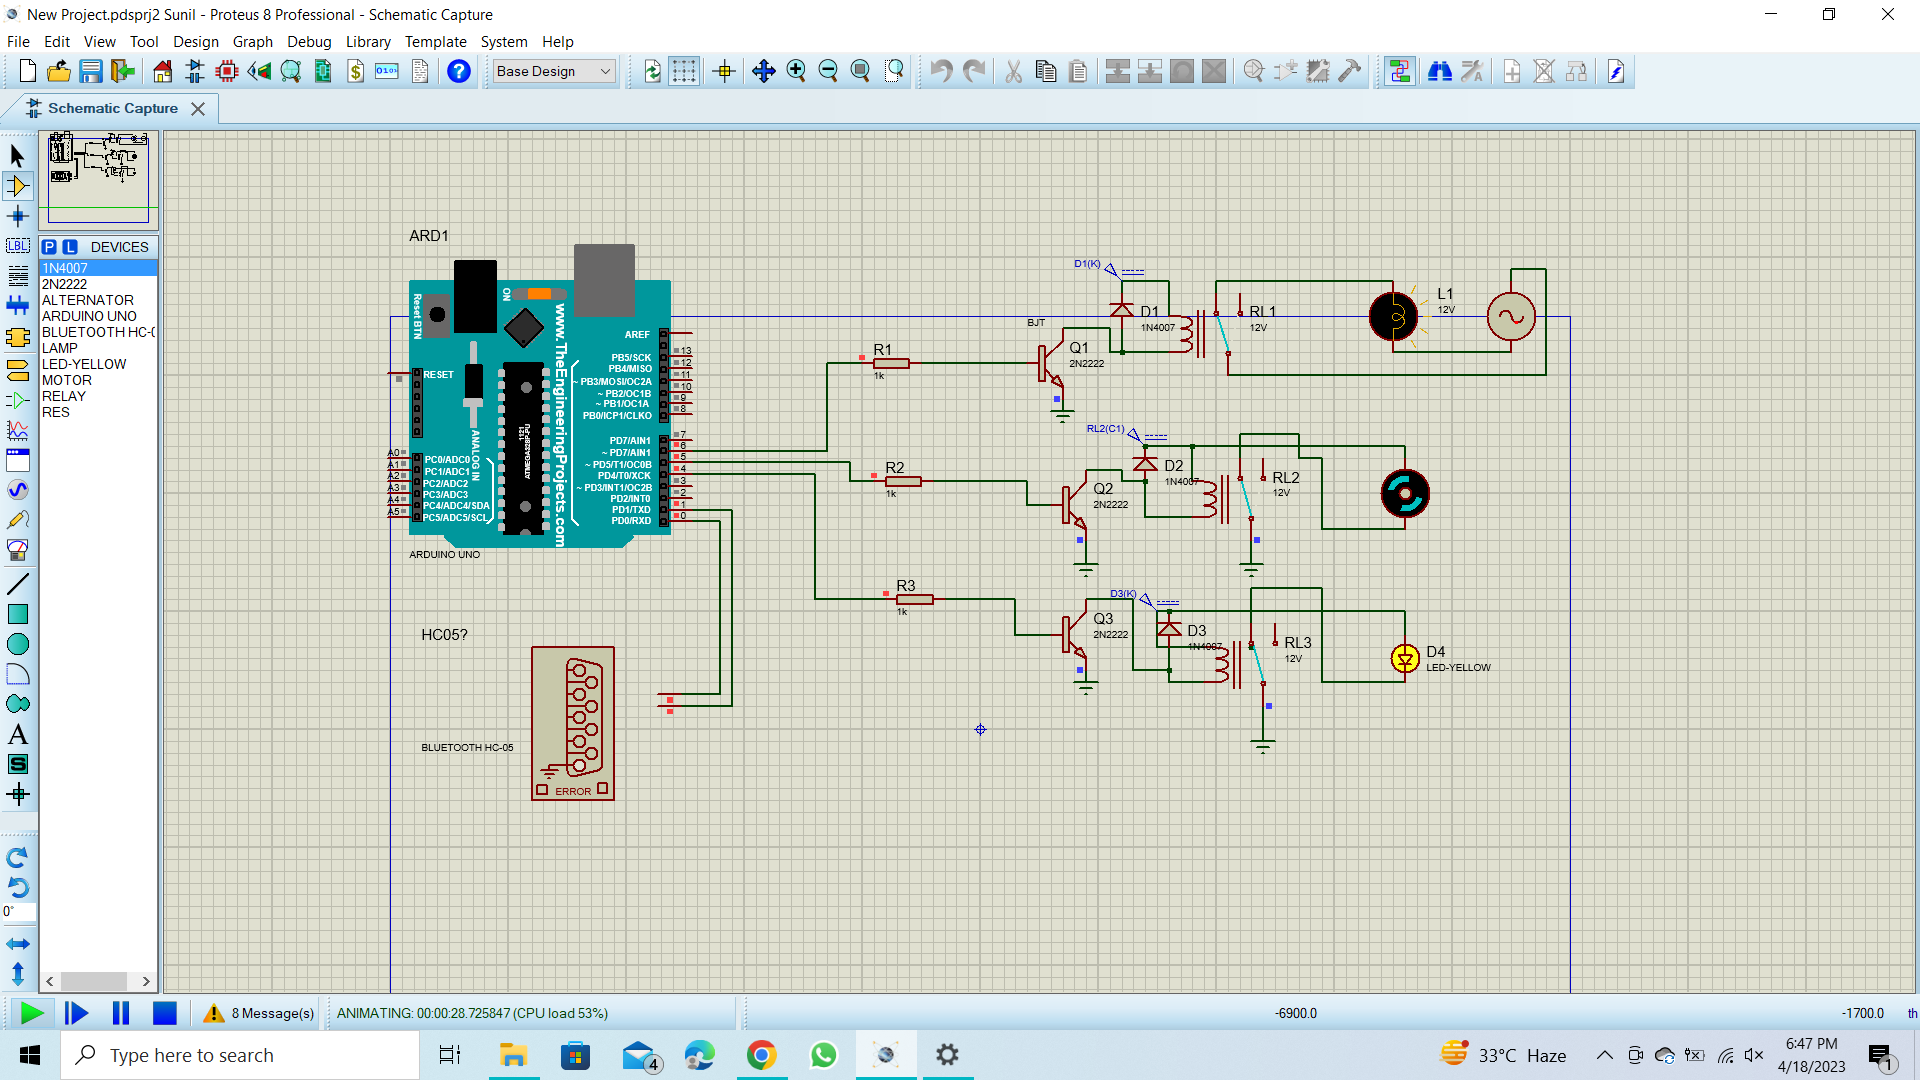 New Project.pdsprj2 Sunil - Proteus 8 Professional - Schematic Capture
File Edit View Tool Design Graph Debug Library Template System Help
Base Design
Schematic Capture
P L DEVICES
1N4007
2N2222
ALTERNATOR
ARDUINO UNO
BLUETOOTH HC-0
LAMP
LED-YELLOW
MOTOR
RELAY
RES
LBL
A
S
0°
ARD1
Reset BTN
ON
www.TheEngineeringProjects.com
ANALOG IN
ATMEGA328P-PU
1121
RESET
AREF
PB5/SCK 13
PB4/MISO 12
~ PB3/MOSI/OC2A 11
~ PB2/OC1B 10
~ PB1/OC1A 9
PB0/ICP1/CLKO 8
PD7/AIN1 7
~ PD7/AIN1 6
~ PD5/T1/OC0B 5
PD4/T0/XCK 4
~ PD3/INT1/OC2B 3
PD2/INT0 2
PD1/TXD 1
PD0/RXD 0
A0 PC0/ADC0
A1 PC1/ADC1
A2 PC2/ADC2
A3 PC3/ADC3
A4 PC4/ADC4/SDA
A5 PC5/ADC5/SCL
ARDUINO UNO
HC05?
BLUETOOTH HC-05
ERROR
R1
1k
BJT
Q1
2N2222
D1(K)
D1
1N4007
RL1
12V
L1
12V
R2
1k
Q2
2N2222
RL2(C1)
D2
1N4007
RL2
12V
R3
1k
Q3
2N2222
D3(K)
D3
1N4007
RL3
12V
D4
LED-YELLOW
8 Message(s)
ANIMATING: 00:00:28.725847 (CPU load 53%)
-6900.0
-1700.0
th
Type here to search
4
33°C Haze
6:47 PM
4/18/2023
1